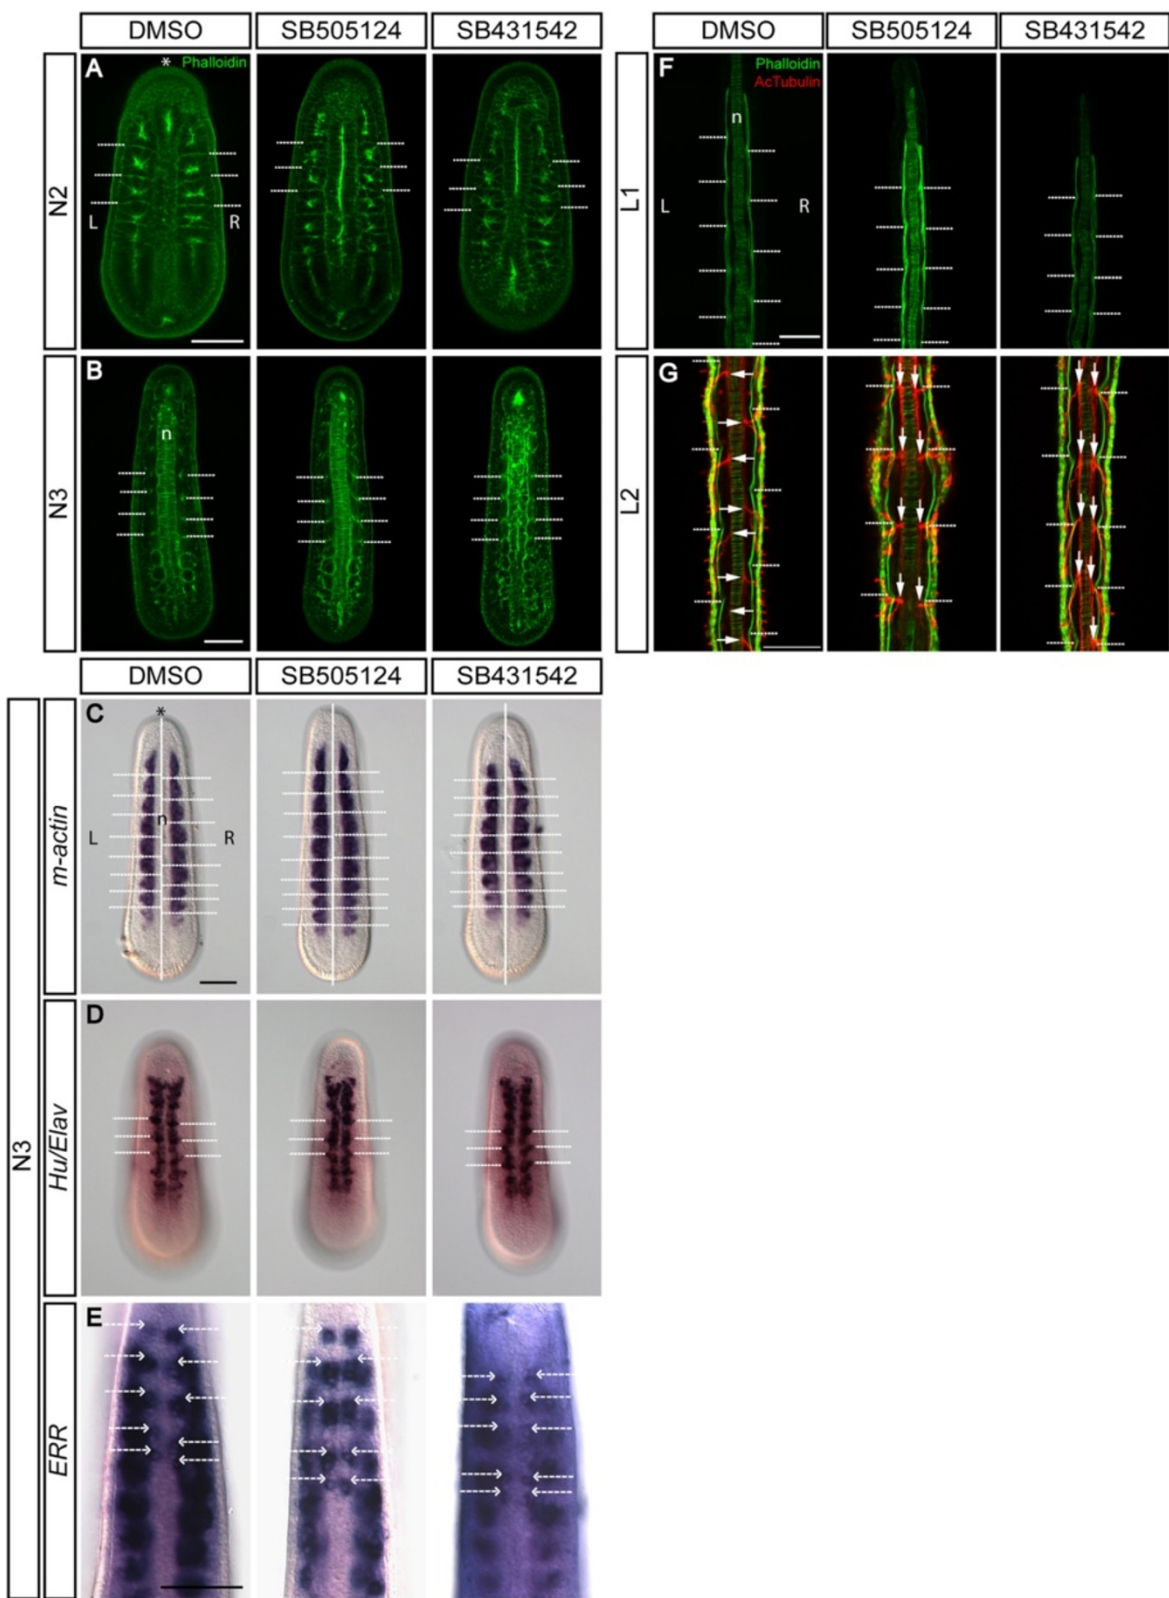 DMSO SB505124 SB431542
N2
A * Phalloidin
L R
N3
B
n
DMSO SB505124 SB431542
L1
F Phalloidin
AcTubulin
n
L R
L2
G
DMSO SB505124 SB431542
N3
m-actin
C *
n
L R
Hu/Elav
D
ERR
E